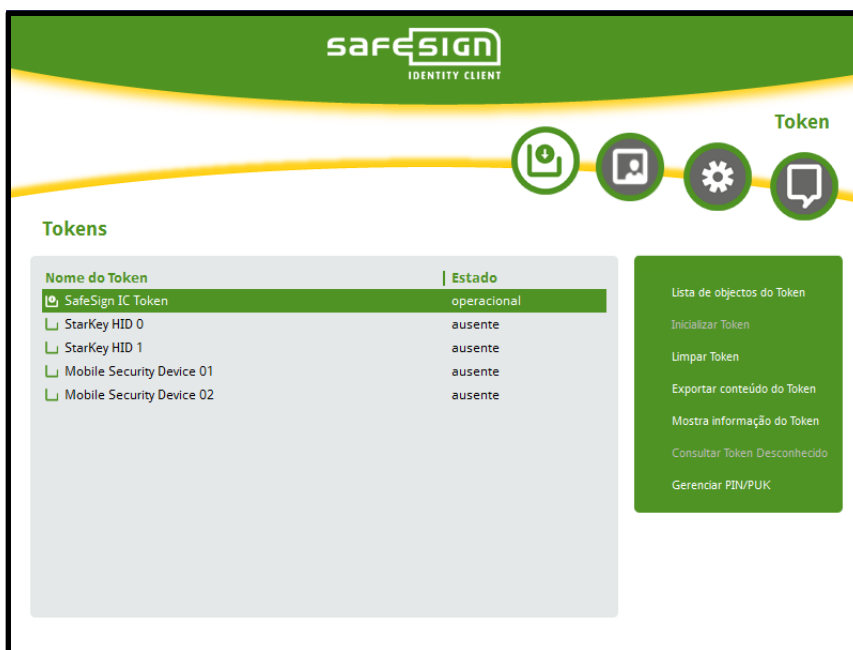 safesign
IDENTITY CLIENT
Token
Tokens
Nome do Token Estado
SafeSign IC Token operacional
StarKey HID 0 ausente
StarKey HID 1 ausente
Mobile Security Device 01 ausente
Mobile Security Device 02 ausente
Lista de objectos do Token
Inicializar Token
Limpar Token
Exportar conteúdo do Token
Mostra informação do Token
Consultar Token Desconhecido
Gerenciar PIN/PUK